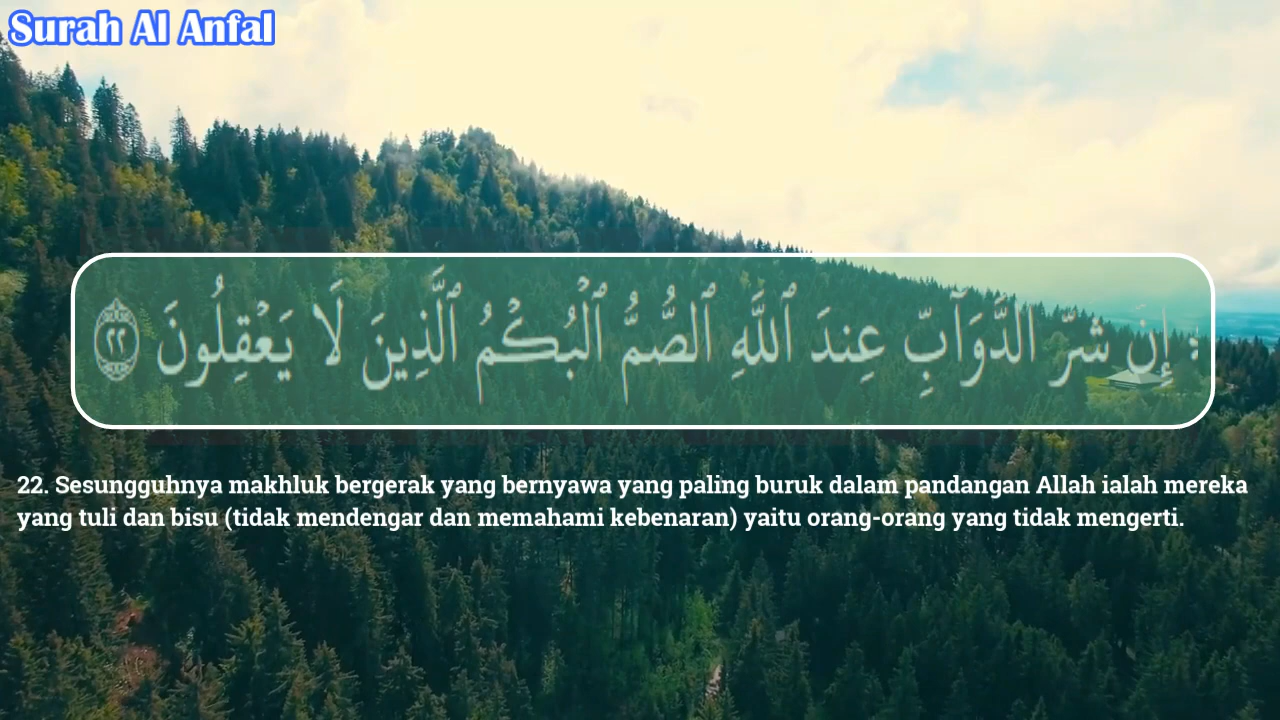 Surah Al Anfal
إِن شَرَّ الدَّوَآبِّ عِندَ ٱللَّهِ ٱلصُّمُّ ٱلْبُكْمُ ٱلَّذِينَ لَا يَعْقِلُونَ ٢٢
22. Sesungguhnya makhluk bergerak yang bernyawa yang paling buruk dalam pandangan Allah ialah mereka
yang tuli dan bisu (tidak mendengar dan memahami kebenaran) yaitu orang-orang yang tidak mengerti.